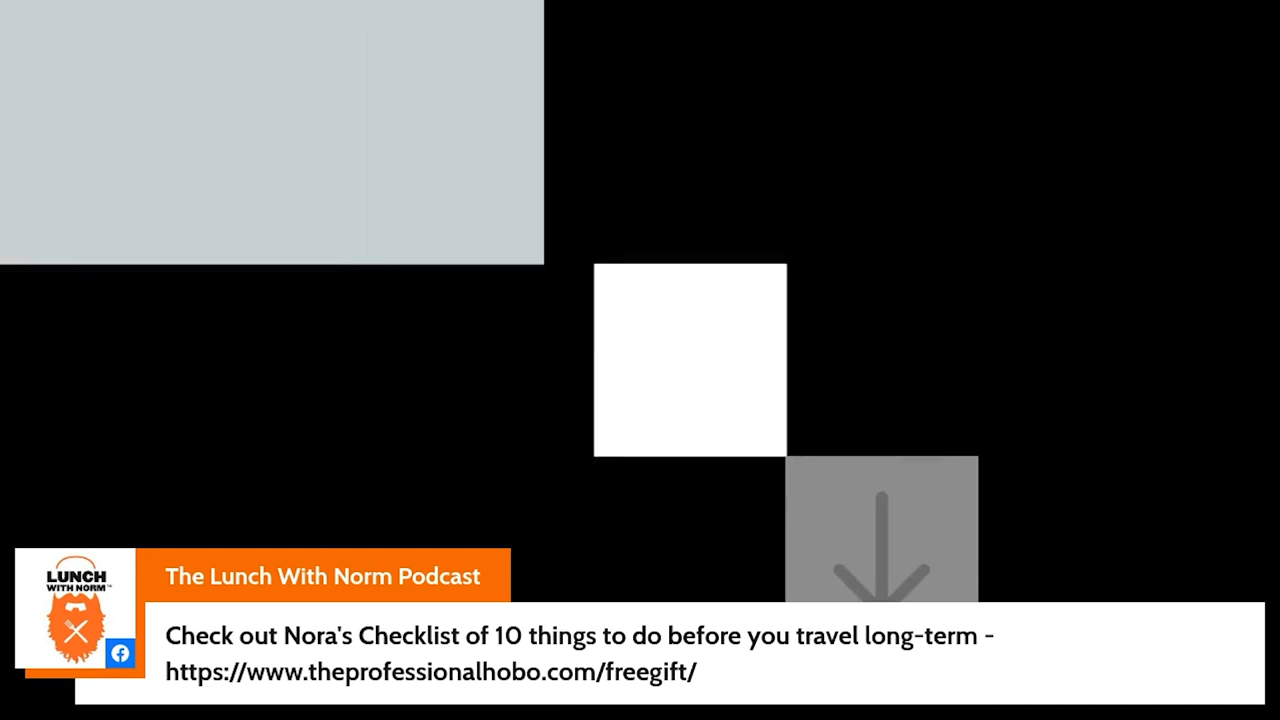 LUNCH
WITH NORM™
The Lunch With Norm Podcast
Check out Nora's Checklist of 10 things to do before you travel long-term -
https://www.theprofessionalhobo.com/freegift/